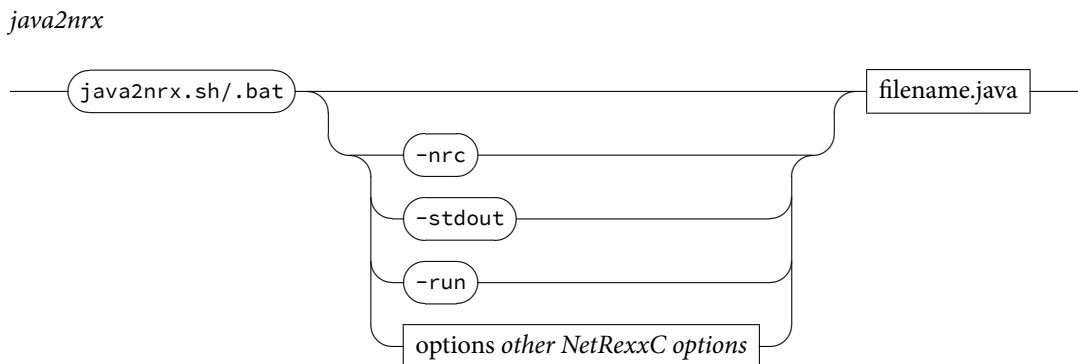 java2nrx
java2nrx.sh/.bat
filename.java
-nrc
-stdout
-run
options other NetRexxC options